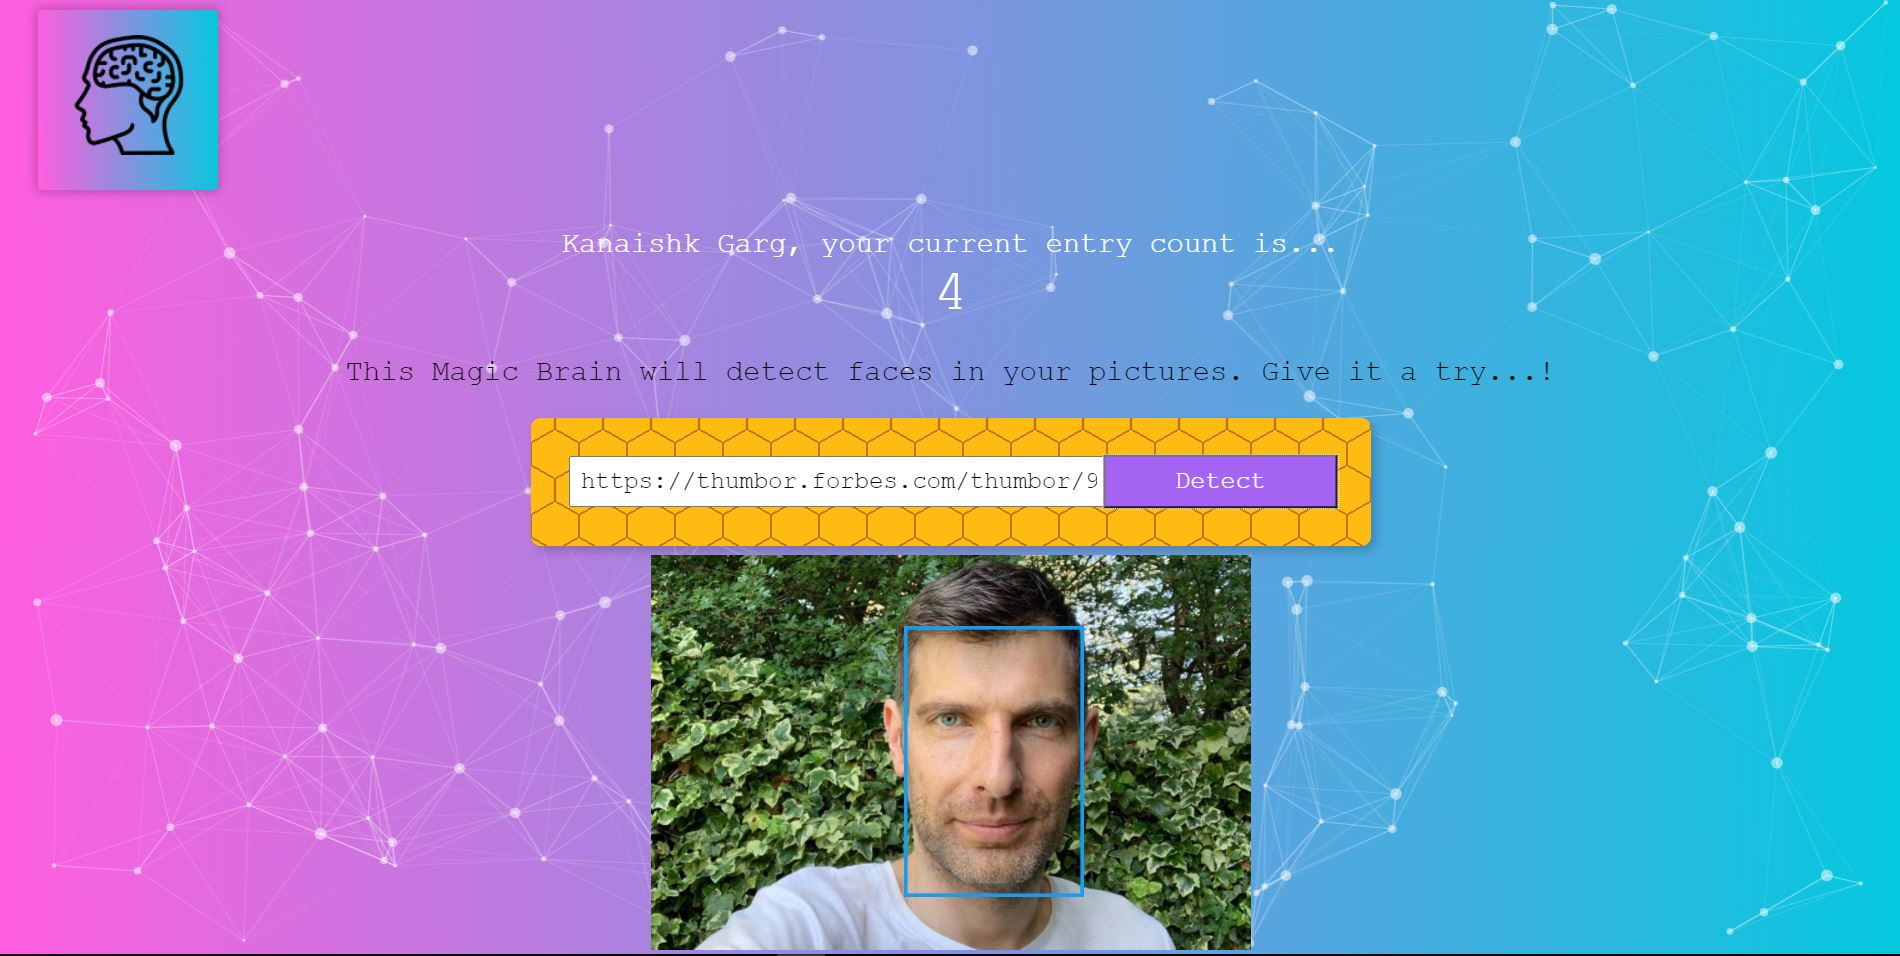 Kanaishk Garg, your current entry count is...
4
This Magic Brain will detect faces in your pictures. Give it a try...!
https://thumbor.forbes.com/thumbor/9 Detect